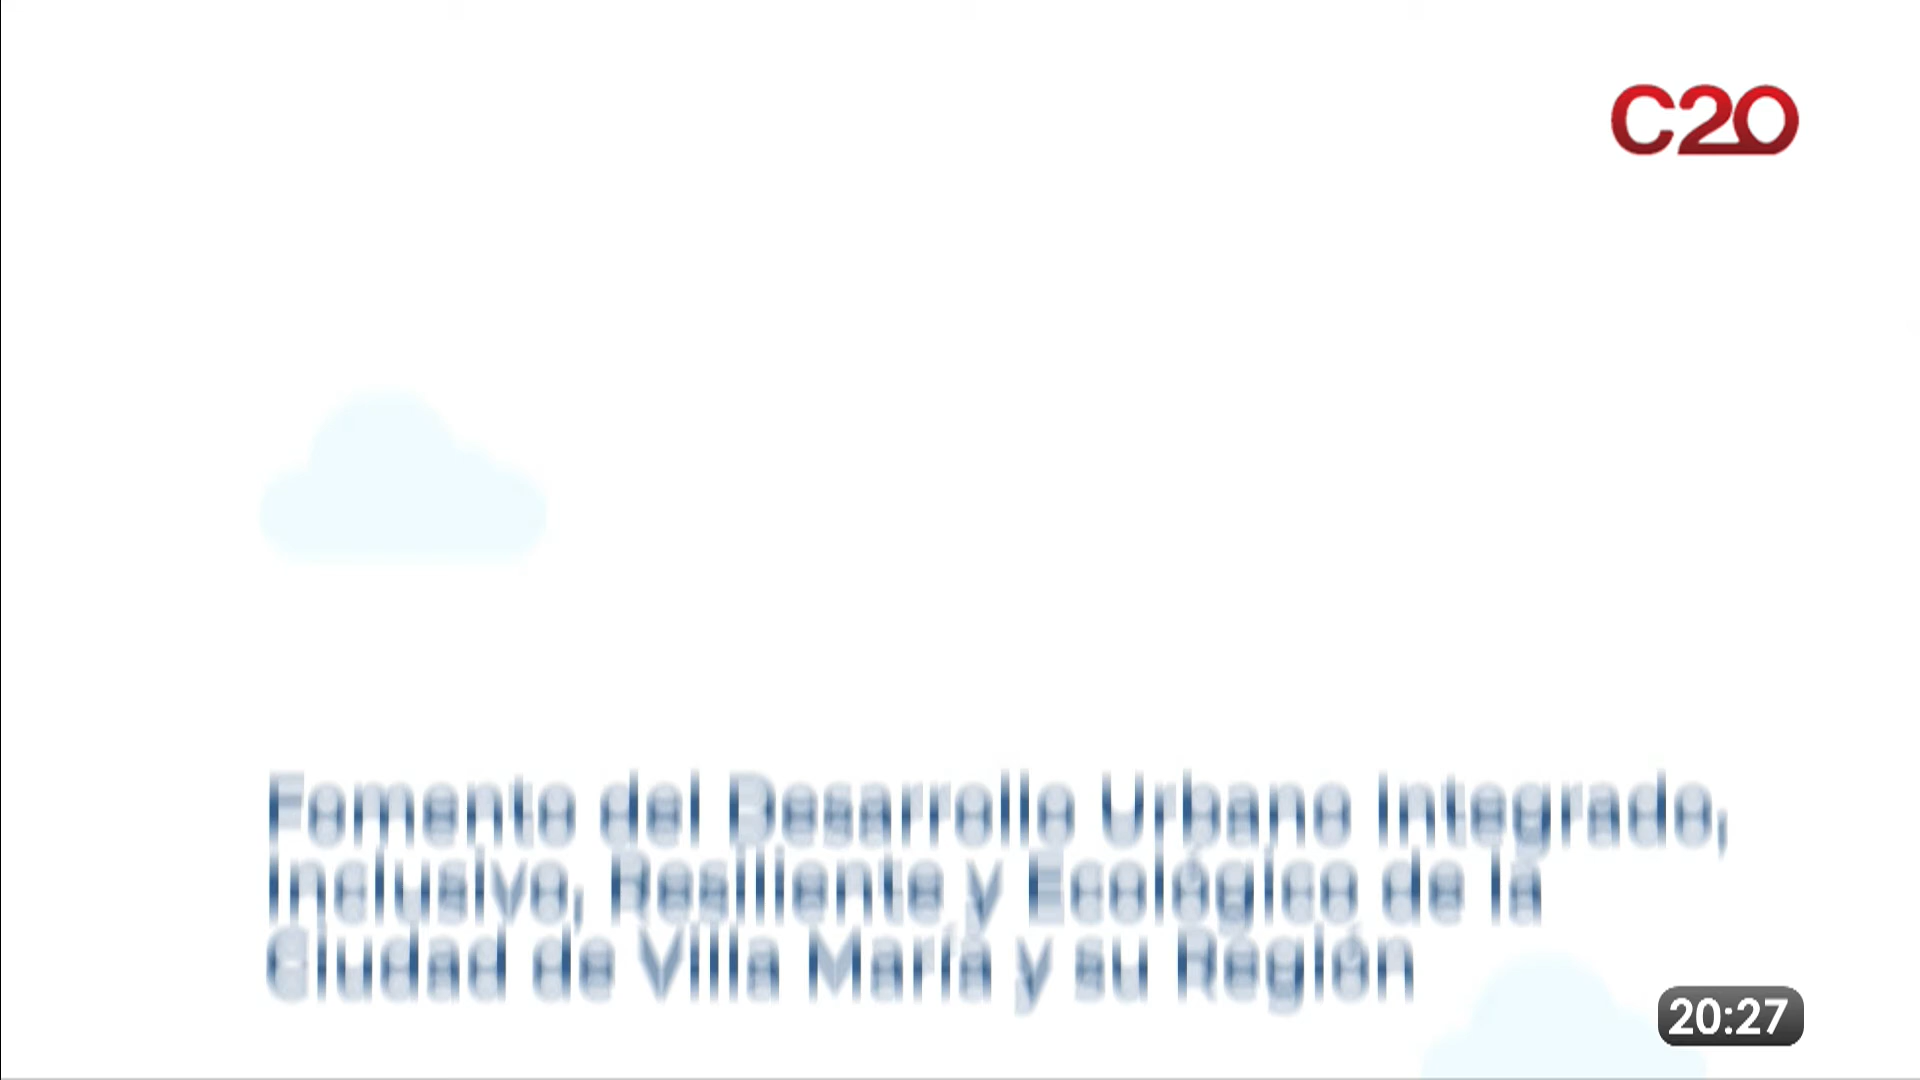 C20
Fomento del Desarrollo Urbano Integrado,
Inclusivo, Resiliente y Ecológico de la
Ciudad de Villa María y su Región
20:27